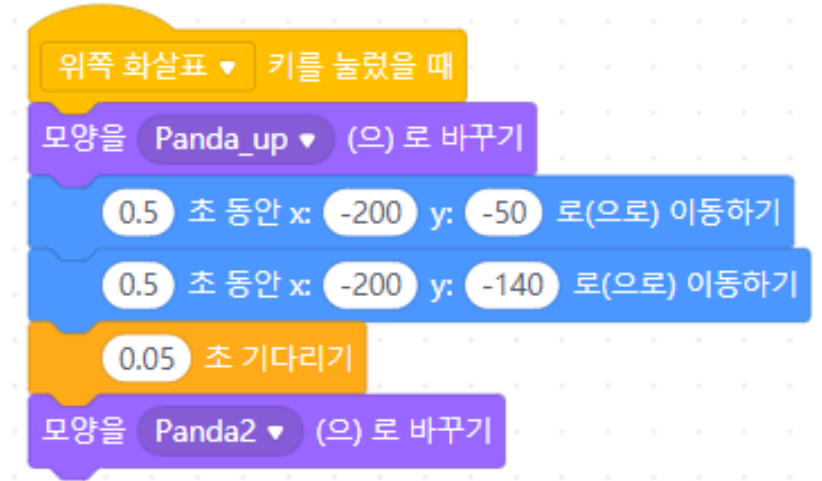 위쪽 화살표 키를 눌렀을 때
모양을 Panda_up (으) 로 바꾸기
0.5 초 동안 x: -200 y: -50 로(으로) 이동하기
0.5 초 동안 x: -200 y: -140 로(으로) 이동하기
0.05 초 기다리기
모양을 Panda2 (으) 로 바꾸기